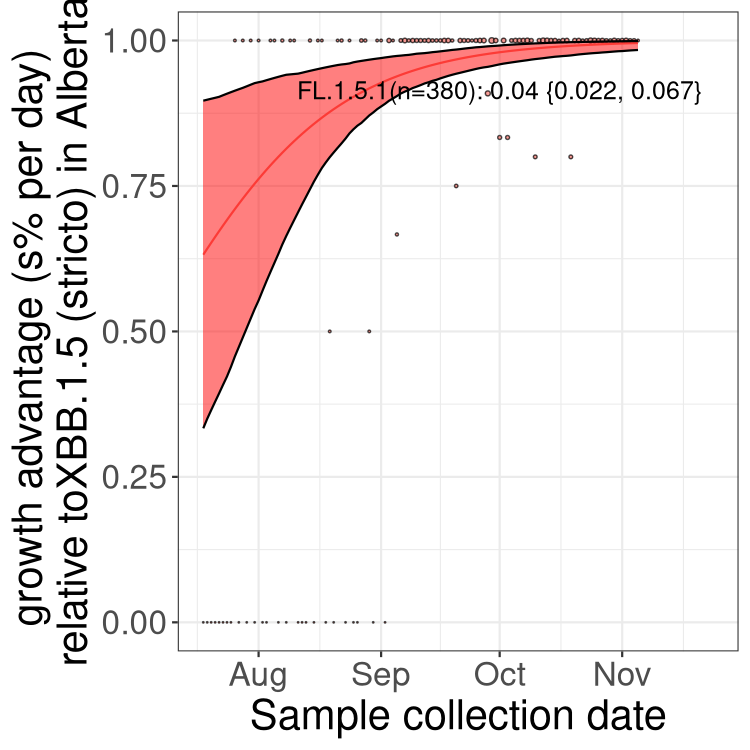 growth advantage (s% per day)
relative toXBB.1.5 (stricto) in Alberta
1.00
0.75
0.50
0.25
0.00
FL.1.5.1(n=380): 0.04 {0.022, 0.067}
Aug Sep Oct Nov
Sample collection date